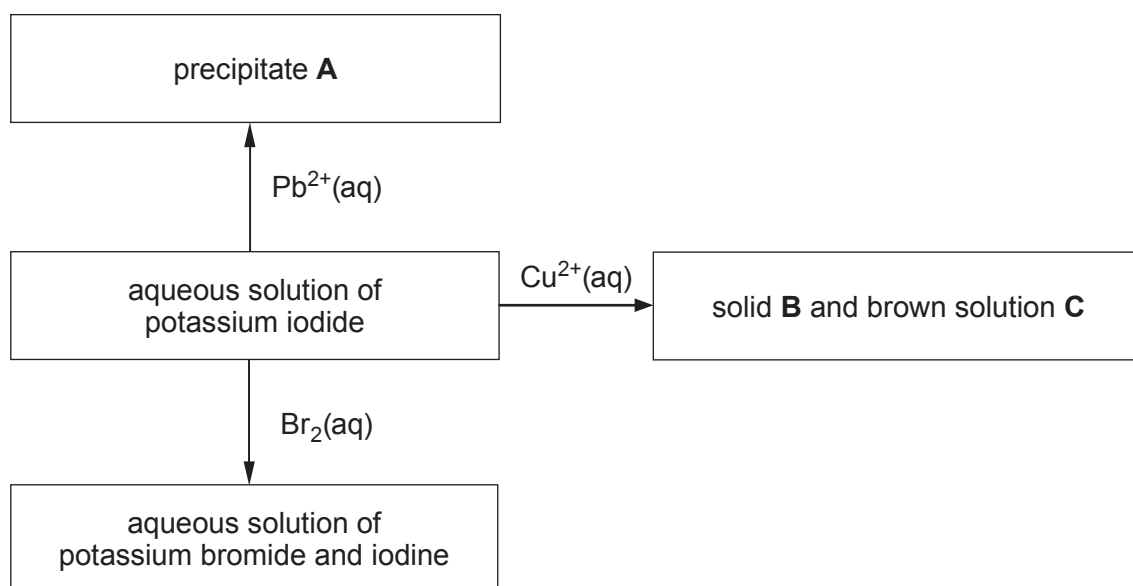 precipitate A
Pb²⁺(aq)
aqueous solution of
potassium iodide
Cu²⁺(aq)
solid B and brown solution C
Br₂(aq)
aqueous solution of
potassium bromide and iodine